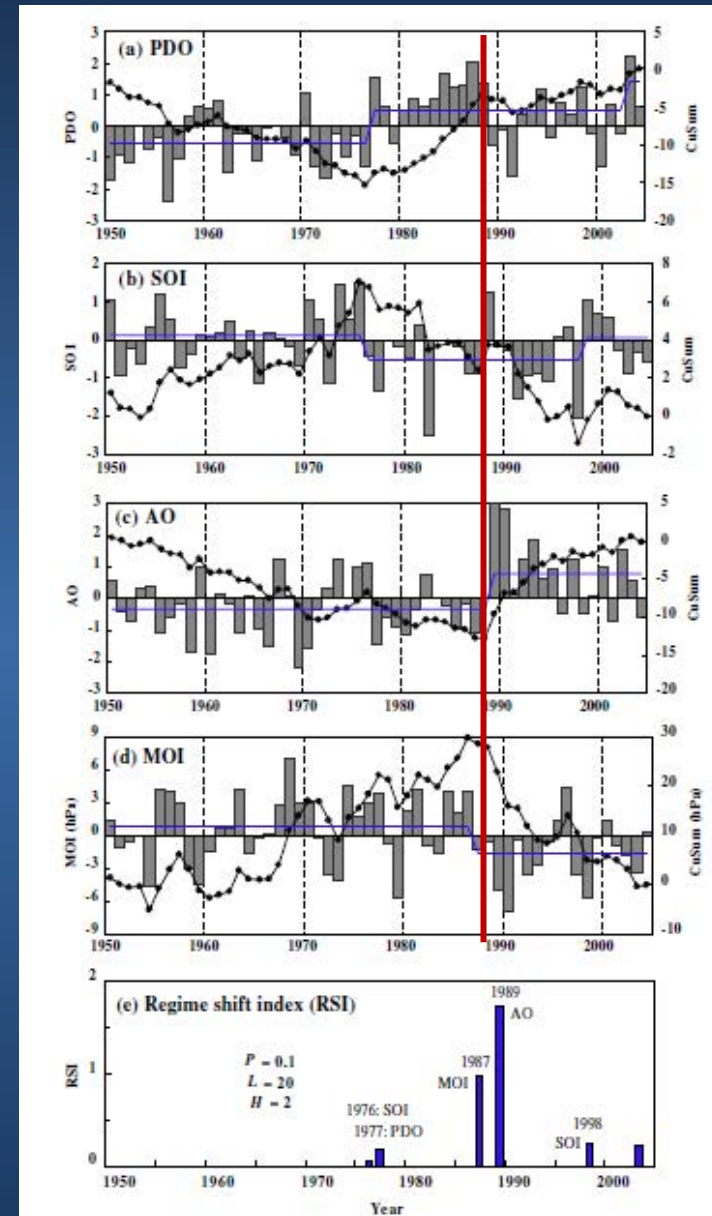 (a) PDO
3
2
1
0
-1
-2
-3
PDO
5
0
-5
-10
-15
-20
CuSum
1950 1960 1970 1980 1990 2000
(b) SOI
2
1
0
-1
-2
-3
SOI
8
6
4
2
0
-2
CuSum
1950 1960 1970 1980 1990 2000
(c) AO
3
2
1
0
-1
-2
-3
AO
5
0
-5
-10
-15
-20
CuSum
1950 1960 1970 1980 1990 2000
(d) MOI
9
6
3
0
-3
-6
-9
MOI (hPa)
30
20
10
0
-10
CuSum (hPa)
1950 1960 1970 1980 1990 2000
(e) Regime shift index (RSI)
2
1
0
RSI
P = 0.1
L = 20
H = 2
1976: SOI
1977: PDO
1987
MOI
1989
AO
1998
SOI
1950 1960 1970 1980 1990 2000
Year